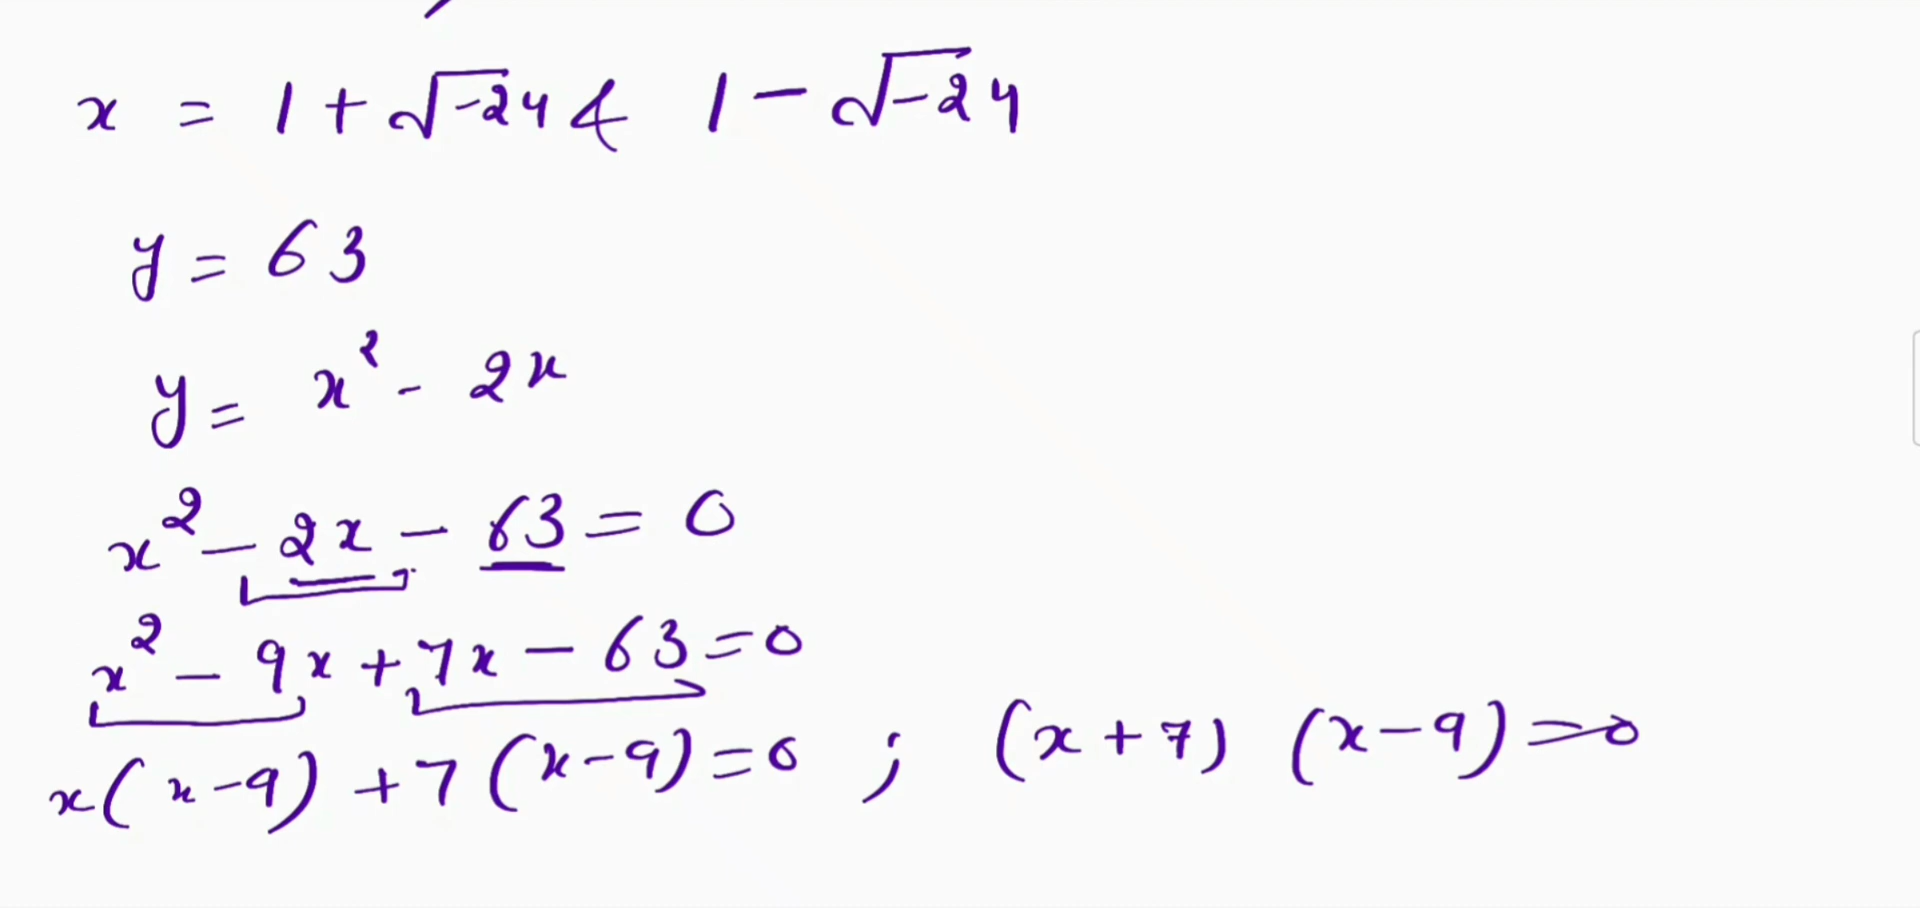 x = 1 + √-24 & 1 - √-24
y = 63
y = x² - 2x
x² - 2x - 63 = 0
x² - 9x + 7x - 63 = 0
x(x-9) + 7(x-9) = 0 ; (x+7) (x-9) = 0